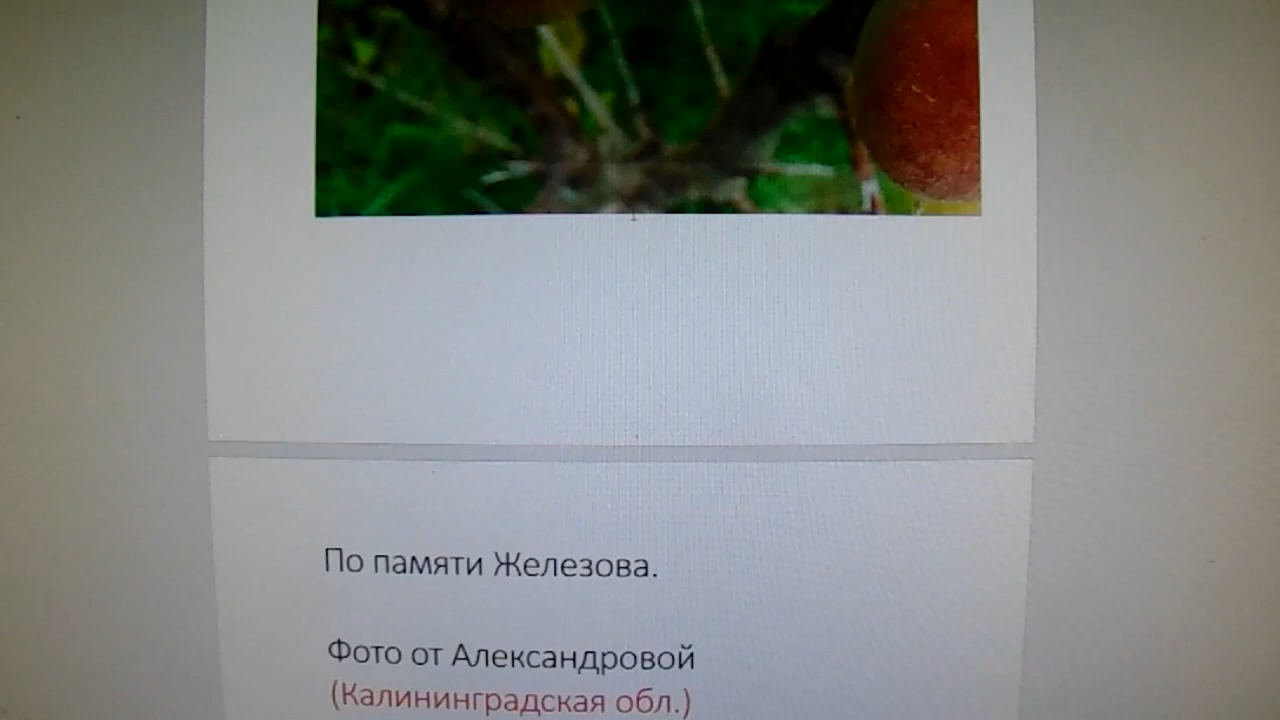 По памяти Железова.
Фото от Александровой
(Калининградская обл.)